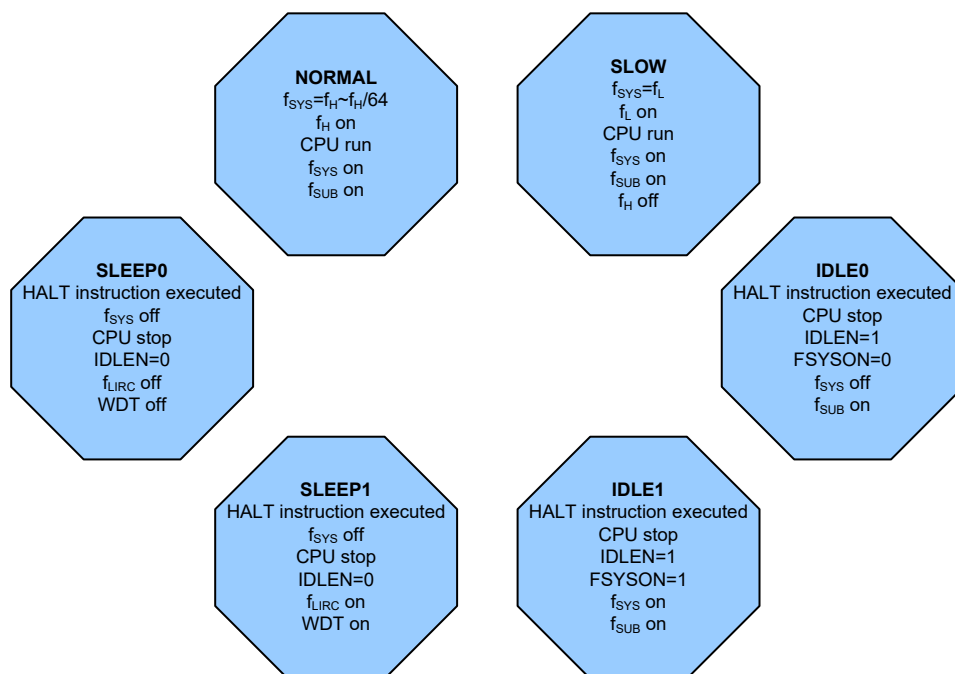 NORMAL
fSYS=fH~fH/64
fH on
CPU run
fSYS on
fSUB on
SLOW
fSYS=fL
fL on
CPU run
fSYS on
fSUB on
fH off
SLEEP0
HALT instruction executed
fSYS off
CPU stop
IDLEN=0
fLIRC off
WDT off
IDLE0
HALT instruction executed
CPU stop
IDLEN=1
FSYSON=0
fSYS off
fSUB on
SLEEP1
HALT instruction executed
fSYS off
CPU stop
IDLEN=0
fLIRC on
WDT on
IDLE1
HALT instruction executed
CPU stop
IDLEN=1
FSYSON=1
fSYS on
fSUB on